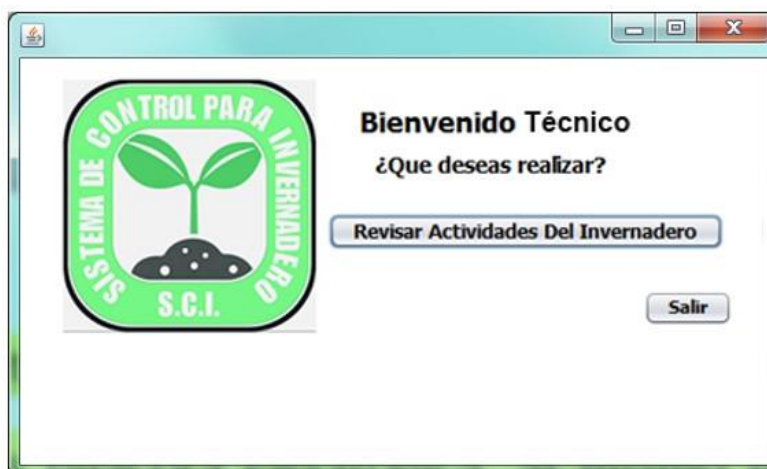 SISTEMA DE CONTROL PARA INVERNADERO
S.C.I.
Bienvenido Técnico
¿Que deseas realizar?
Revisar Actividades Del Invernadero
Salir